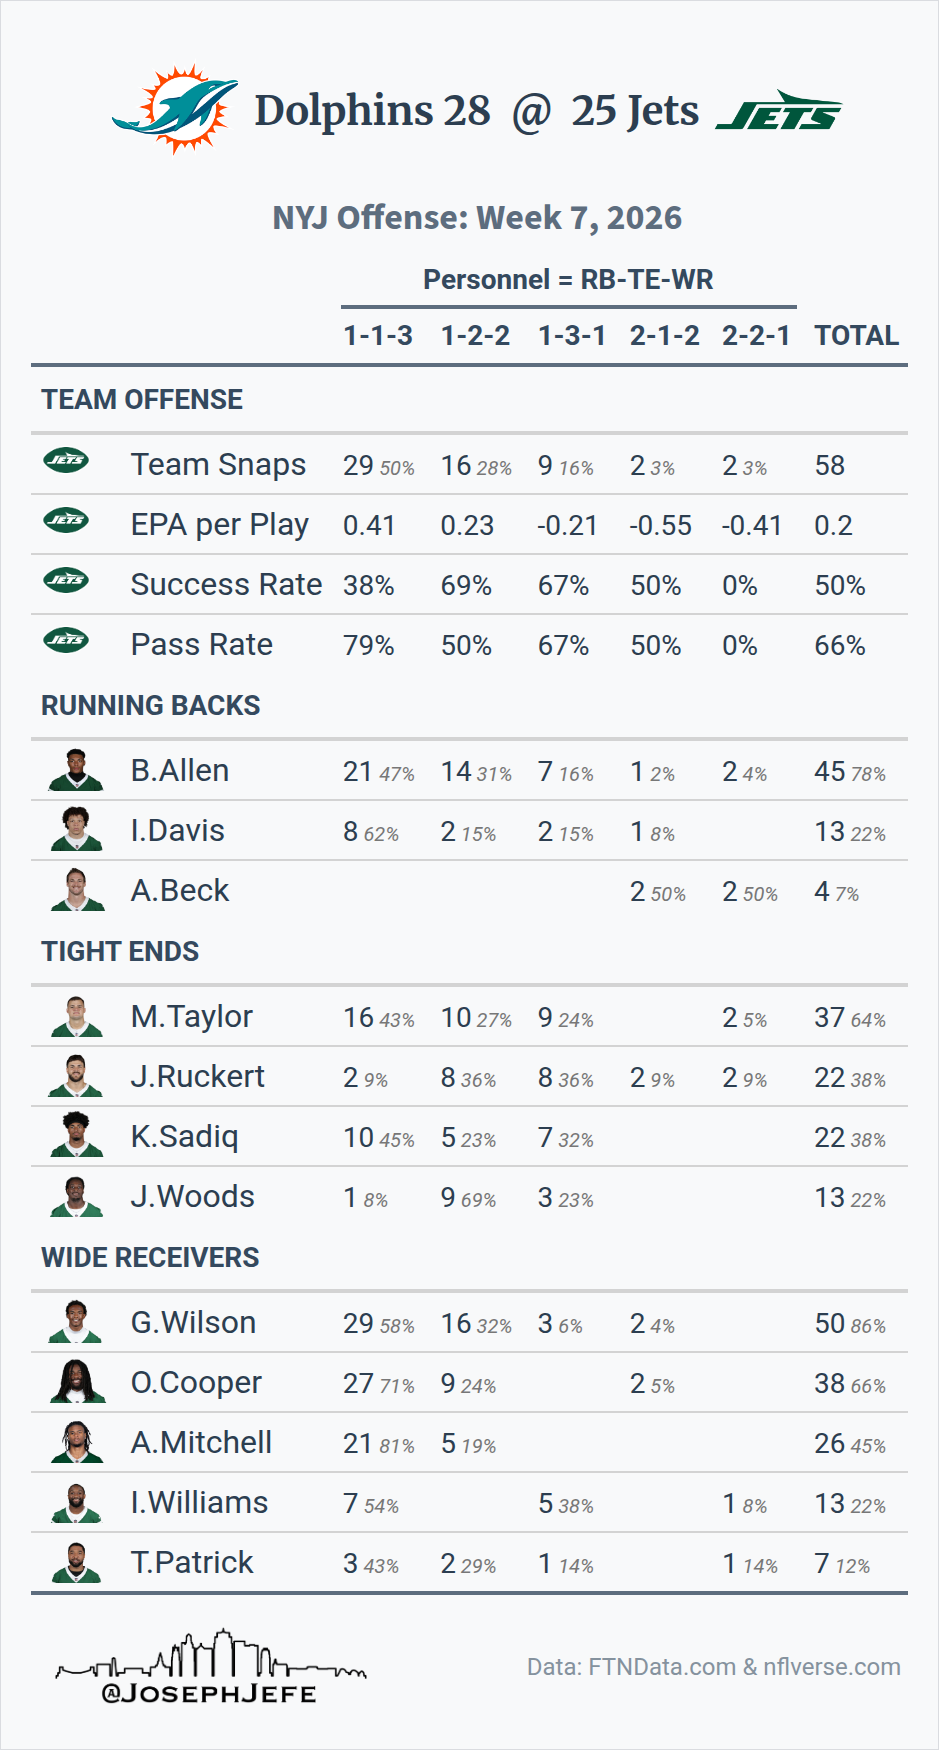 Dolphins 28 @ 25 Jets JETS
NYJ Offense: Week 7, 2026
Personnel = RB-TE-WR
1-1-3 1-2-2 1-3-1 2-1-2 2-2-1 TOTAL
TEAM OFFENSE
JETS Team Snaps 29 50% 16 28% 9 16% 2 3% 2 3% 58
JETS EPA per Play 0.41 0.23 -0.21 -0.55 -0.41 0.2
JETS Success Rate 38% 69% 67% 50% 0% 50%
JETS Pass Rate 79% 50% 67% 50% 0% 66%
RUNNING BACKS
B.Allen 21 47% 14 31% 7 16% 1 2% 2 4% 45 78%
I.Davis 8 62% 2 15% 2 15% 1 8% 13 22%
A.Beck 2 50% 2 50% 4 7%
TIGHT ENDS
M.Taylor 16 43% 10 27% 9 24% 2 5% 37 64%
J.Ruckert 2 9% 8 36% 8 36% 2 9% 2 9% 22 38%
K.Sadiq 10 45% 5 23% 7 32% 22 38%
J.Woods 1 8% 9 69% 3 23% 13 22%
WIDE RECEIVERS
G.Wilson 29 58% 16 32% 3 6% 2 4% 50 86%
O.Cooper 27 71% 9 24% 2 5% 38 66%
A.Mitchell 21 81% 5 19% 26 45%
I.Williams 7 54% 5 38% 1 8% 13 22%
T.Patrick 3 43% 2 29% 1 14% 1 14% 7 12%
@JOSEPHJEFE
Data: FTNData.com & nflverse.com